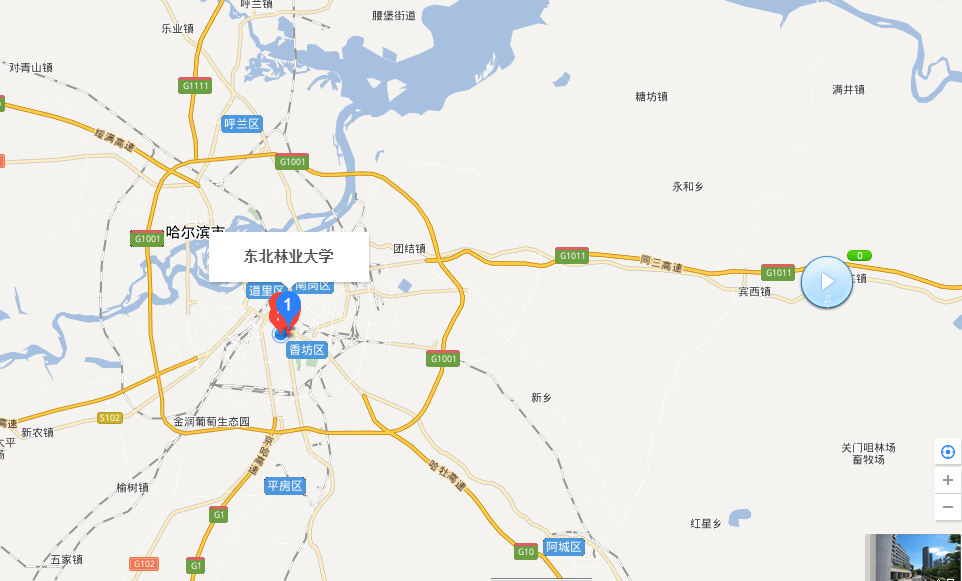 呼兰镇
腰堡街道
乐业镇
对青山镇
G1111
满井镇
糖坊镇
呼兰区
绥满高速
G1001
永和乡
哈尔滨市
G1001
东北林业大学
团结镇
G1011
同三高速
0
G1011
宾西镇
道里区
南岗区
1
香坊区
G1001
新乡
S102
金润葡萄生态园
新农镇
关门咀林场
畜牧场
京哈高速
哈牡高速
平房区
榆树镇
G1
红星乡
阿城区
G10
五家镇
G102
G1